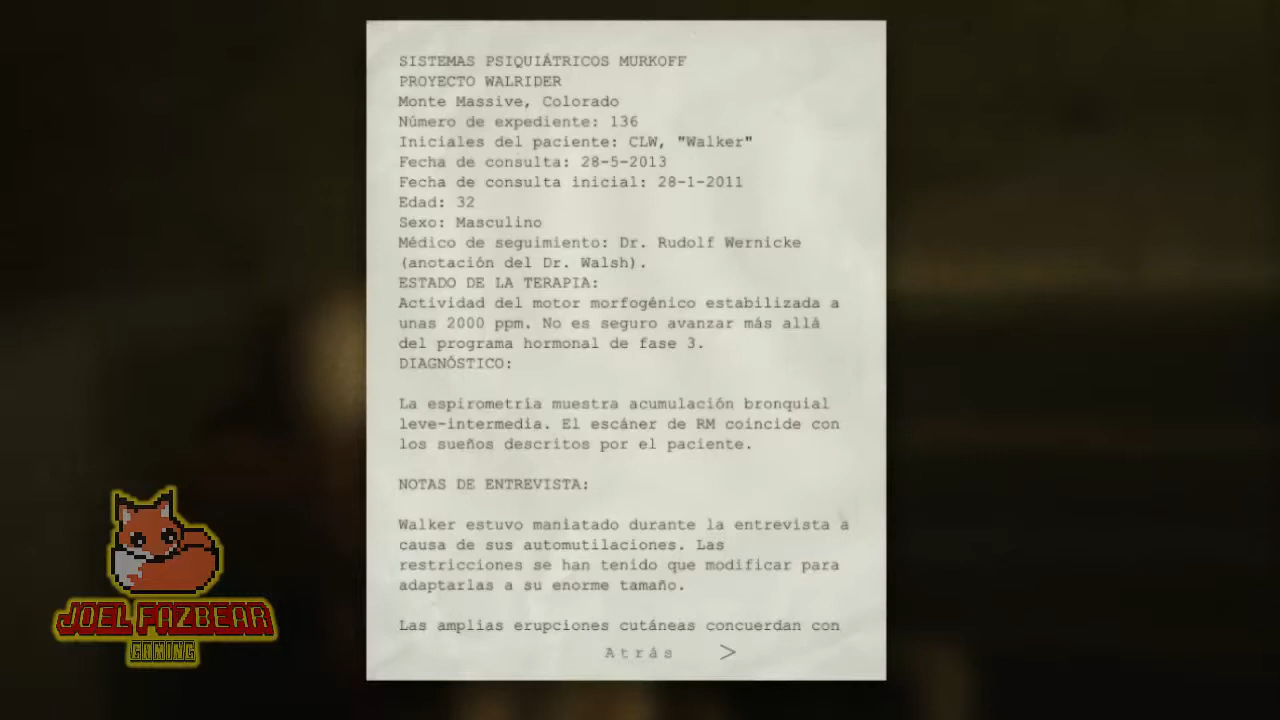 SISTEMAS PSIQUIÁTRICOS MURKOFF
PROYECTO WALRIDER
Monte Massive, Colorado
Número de expediente: 136
Iniciales del paciente: CLW, "Walker"
Fecha de consulta: 28-5-2013
Fecha de consulta inicial: 28-1-2011
Edad: 32
Sexo: Masculino
Médico de seguimiento: Dr. Rudolf Wernicke
(anotación del Dr. Walsh).
ESTADO DE LA TERAPIA:
Actividad del motor morfogénico estabilizada a
unas 2000 ppm. No es seguro avanzar más allá
del programa hormonal de fase 3.
DIAGNÓSTICO:
La espirometría muestra acumulación bronquial
leve-intermedia. El escáner de RM coincide con
los sueños descritos por el paciente.
NOTAS DE ENTREVISTA:
Walker estuvo maniatado durante la entrevista a
causa de sus automutilaciones. Las
restricciones se han tenido que modificar para
adaptarlas a su enorme tamaño.
Las amplias erupciones cutáneas concuerdan con
Atrás >
JOEL FAZBEAR
GAMING